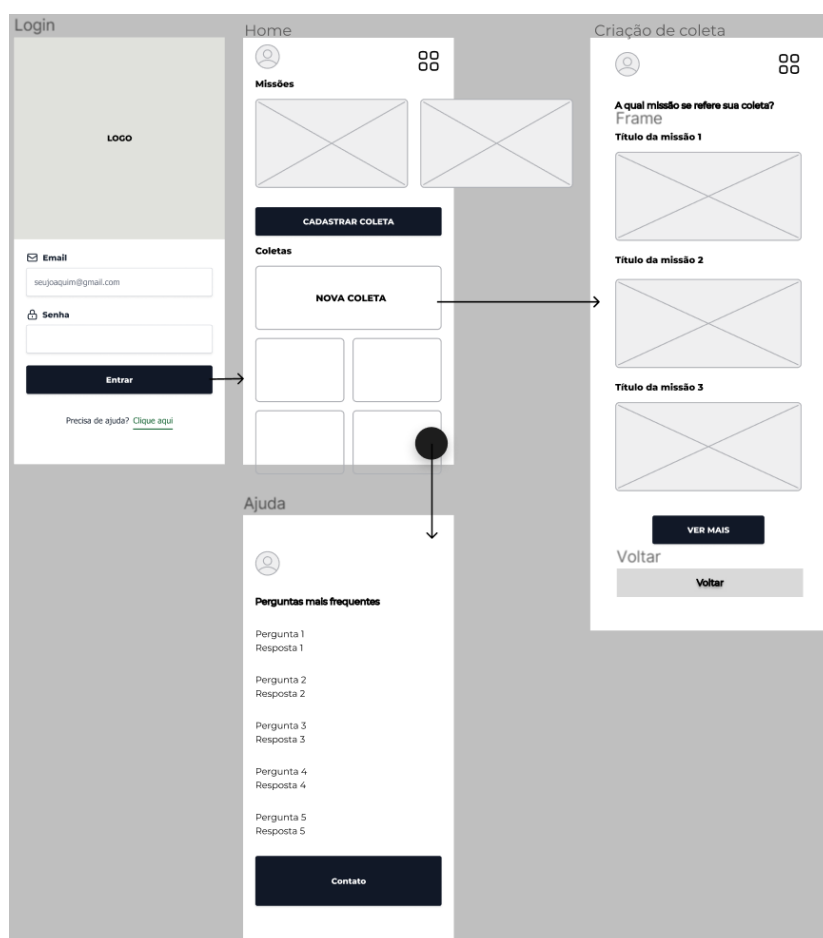 Login
LOGO
Email
seujoaquim@gmail.com
Senha
Entrar
Precisa de ajuda? Clique aqui
Home
Missões
CADASTRAR COLETA
Coletas
NOVA COLETA
Ajuda
Perguntas mais frequentes
Pergunta 1
Resposta 1
Pergunta 2
Resposta 2
Pergunta 3
Resposta 3
Pergunta 4
Resposta 4
Pergunta 5
Resposta 5
Contato
Criação de coleta
A qual missão se refere sua coleta?
Frame
Título da missão 1
Título da missão 2
Título da missão 3
VER MAIS
Voltar
Voltar